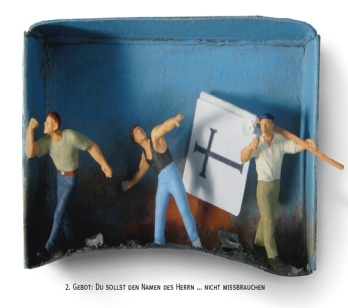 2. Gebot: Du sollst den Namen des Herrn ... nicht missbrauchen